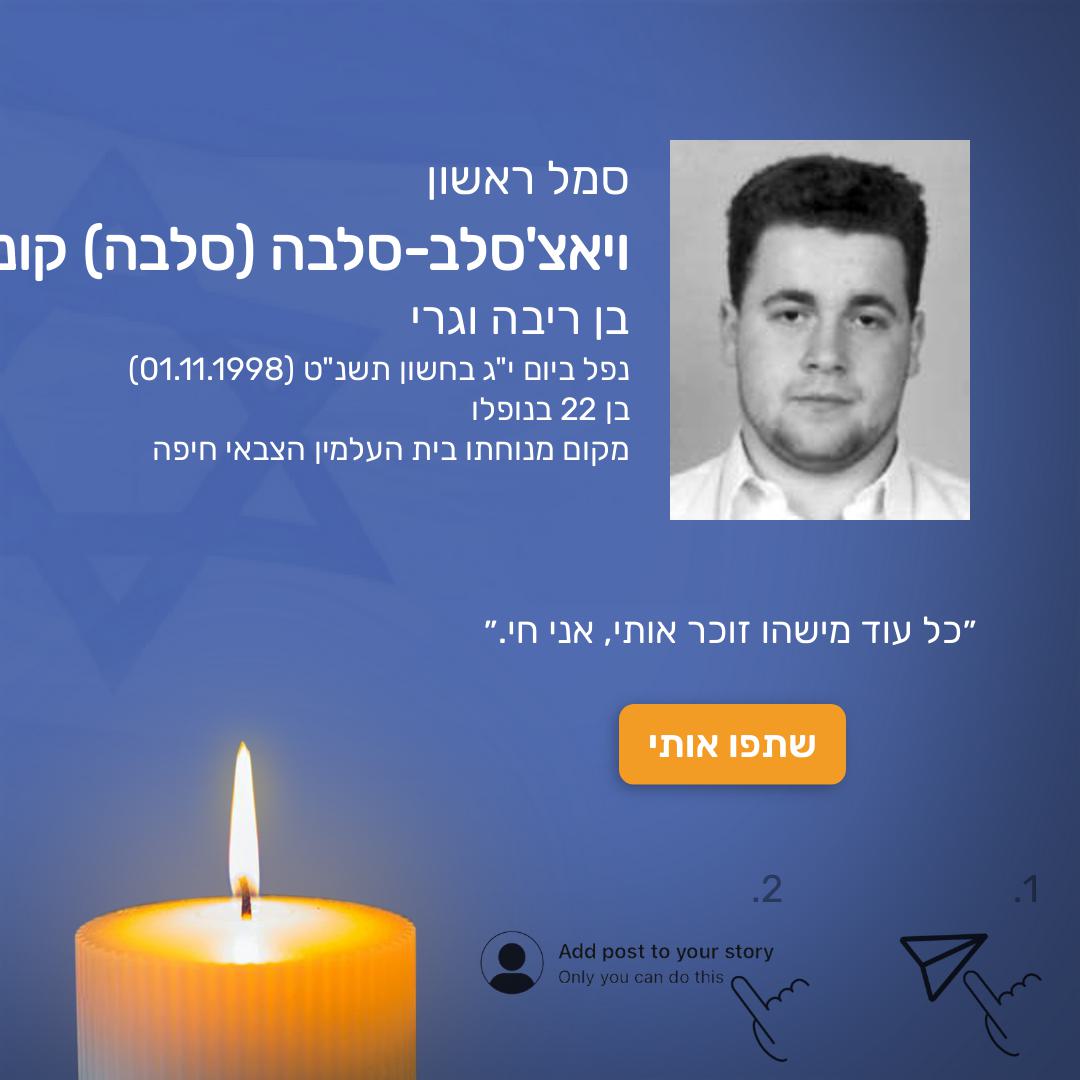 סמל ראשון
ויאצ'סלב-סלבה (סלבה)
בן ריבה וגרי
נפל ביום י"ג בחשון תשנ"ט (01.11.1998)
בן 22 בנופלו
מקום מנוחתו בית העלמין הצבאי חיפה
״כל עוד מישהו זוכר אותי, אני חי.״
שתפו אותי
1.
2.
Add post to your story
Only you can do this